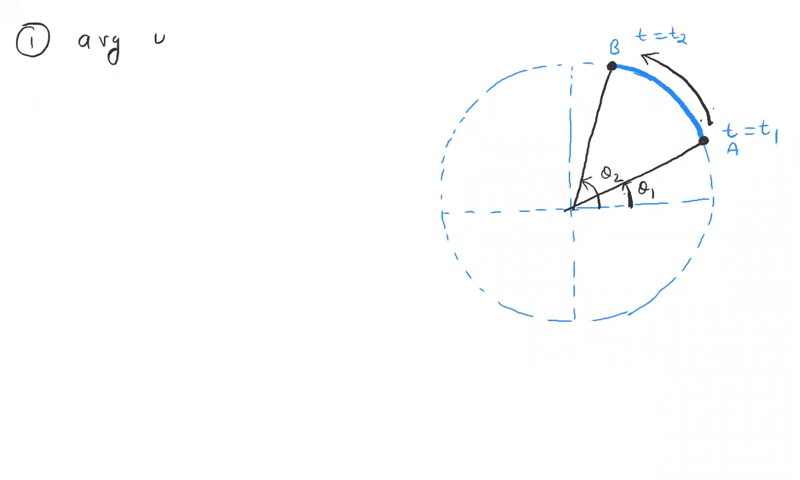 ① avg v
B t=t₂
t=t₁
A
θ₂
θ₁